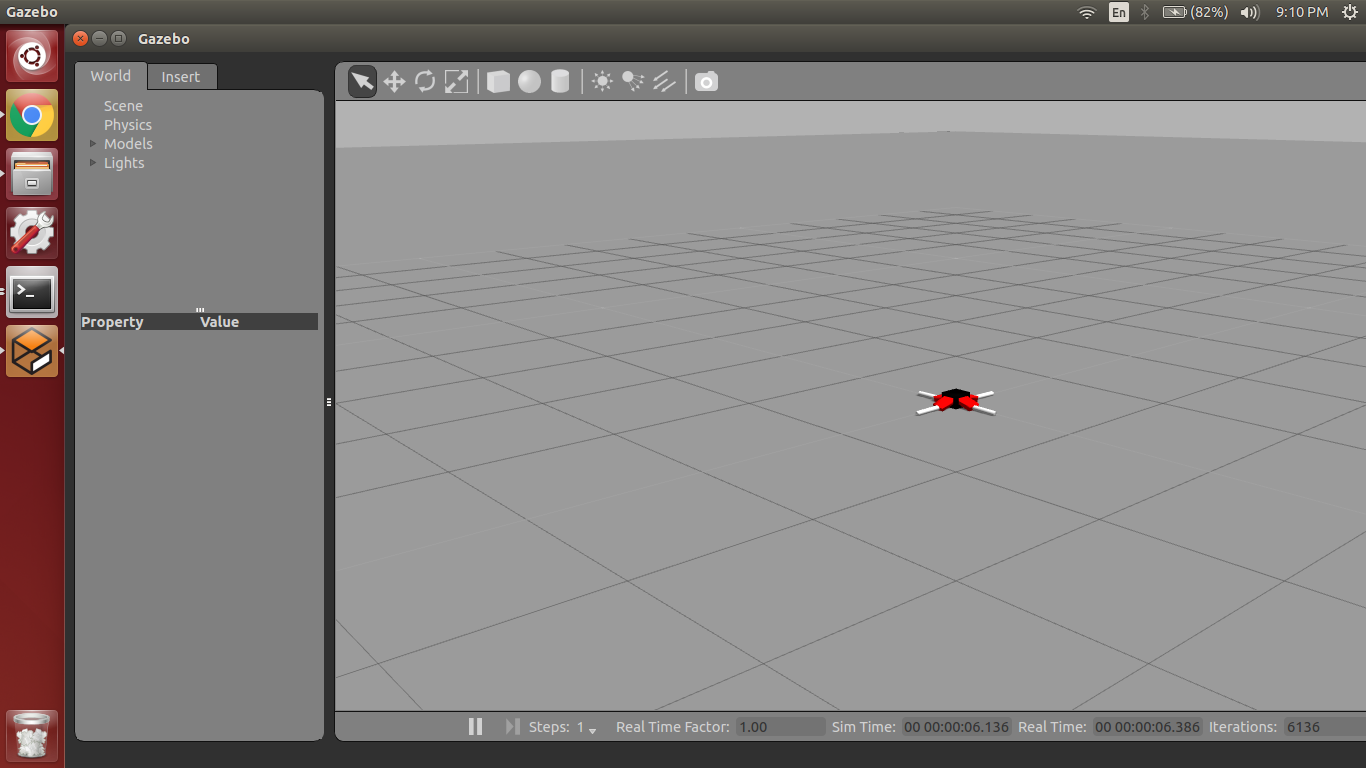 Gazebo
En
(82%)
9:10 PM
Gazebo
World Insert
Scene
Physics
Models
Lights
Property Value
Steps: 1 Real Time Factor: 1.00 Sim Time: 00 00:00:06.136 Real Time: 00 00:00:06.386 Iterations: 6136